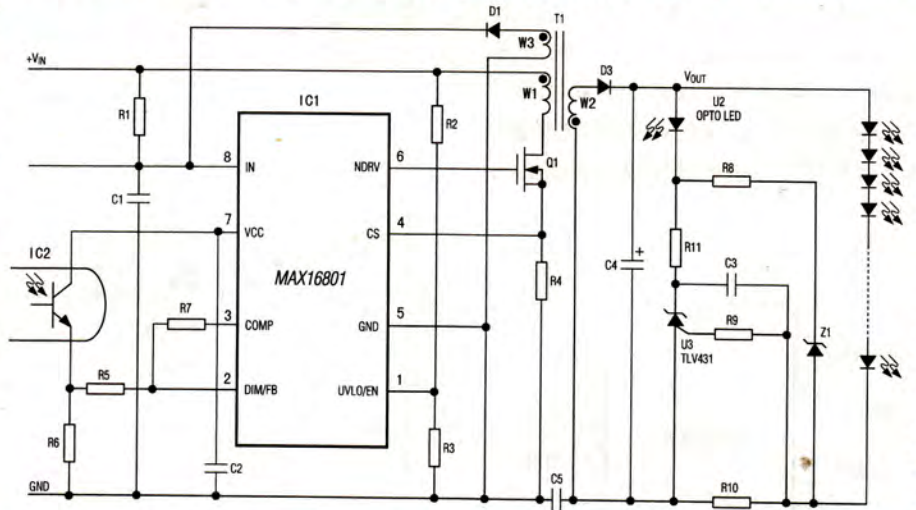 D1
T1
W3
+VIN
D3
VOUT
IC1
W1
W2
U2
OPTO LED
R1
R2
8
IN
6
NDRV
Q1
R8
C1
7
VCC
4
CS
R11
IC2
C4
+
C3
MAX16801
R4
R7
3
COMP
5
GND
R9
Z1
U3
TLV431
R5
2
DIM/FB
1
UVLO/EN
R6
R3
C2
GND
C5
R10